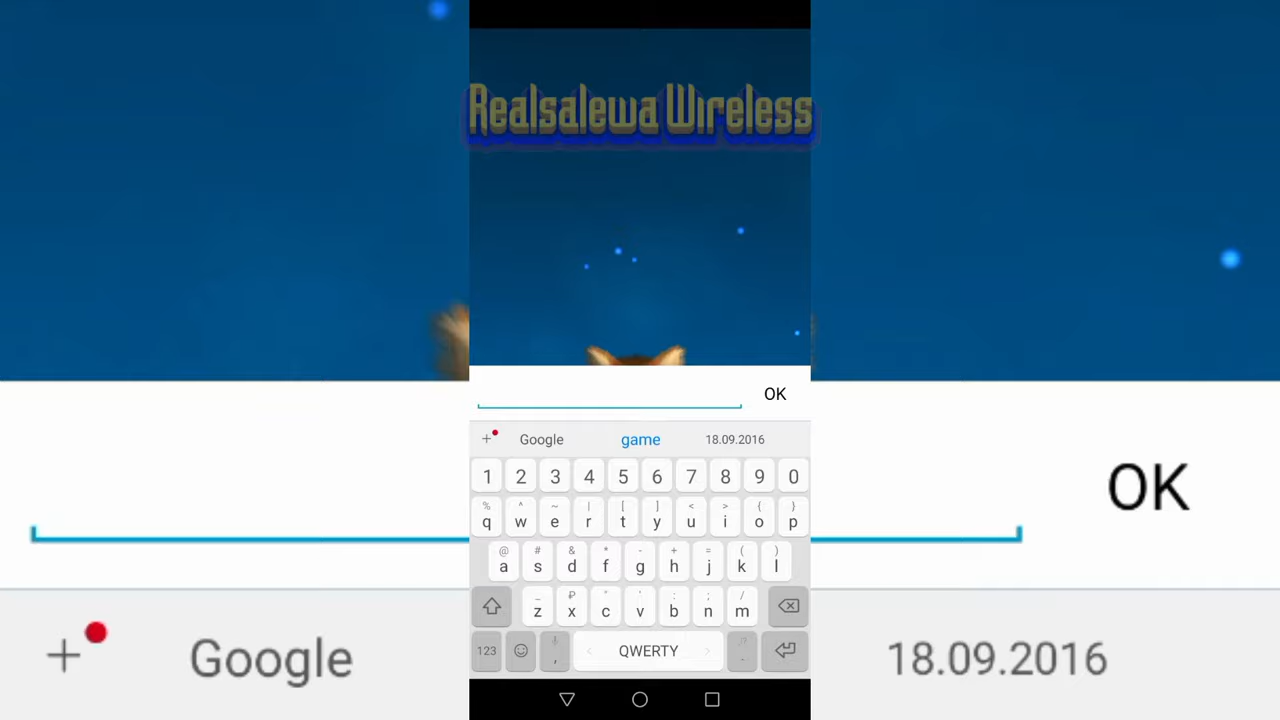 Realsalewa Wireless
OK
+ Google game 18.09.2016
1 2 3 4 5 6 7 8 9 0
% ^ ~ | [ ] < > { }
q w e r t y u i o p
@ # & * - + = ( )
a s d f g h j k l
_ ₽ " ' : ; /
z x c v b n m
123 , QWERTY .
OK
Google 18.09.2016